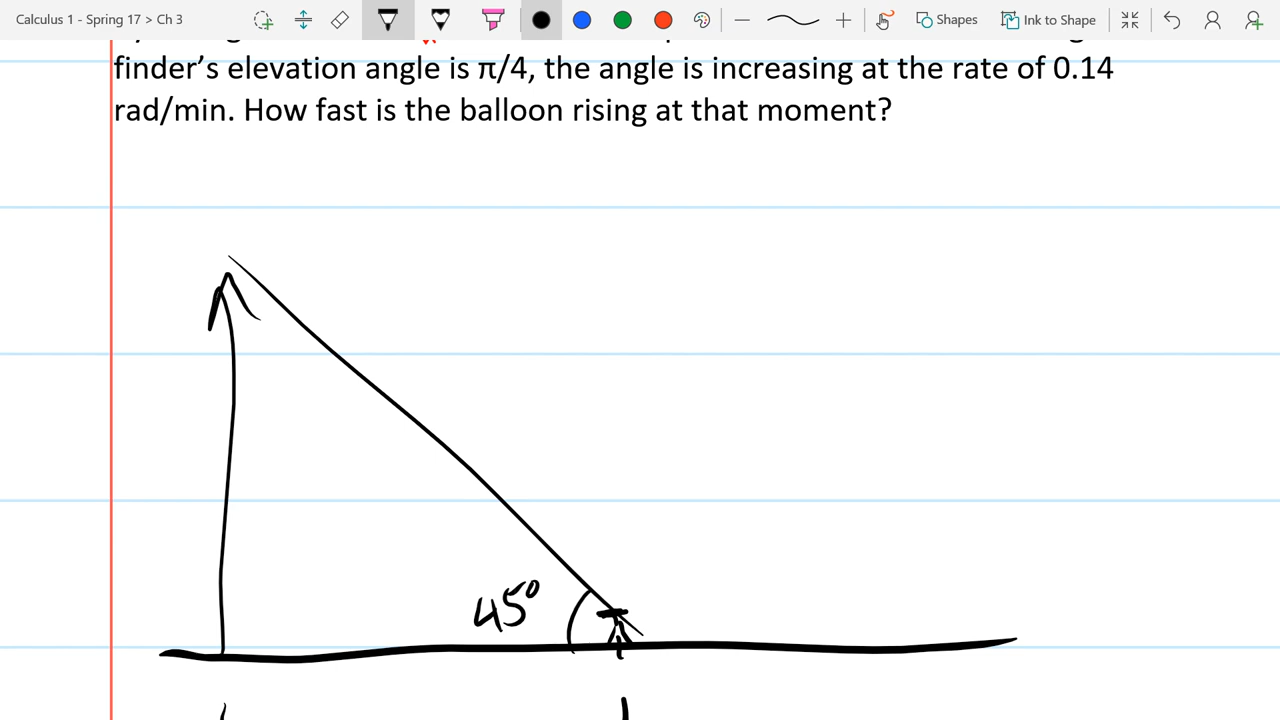 Calculus 1 - Spring 17 > Ch 3
Shapes
Ink to Shape
finder's elevation angle is π/4, the angle is increasing at the rate of 0.14
rad/min. How fast is the balloon rising at that moment?
45°